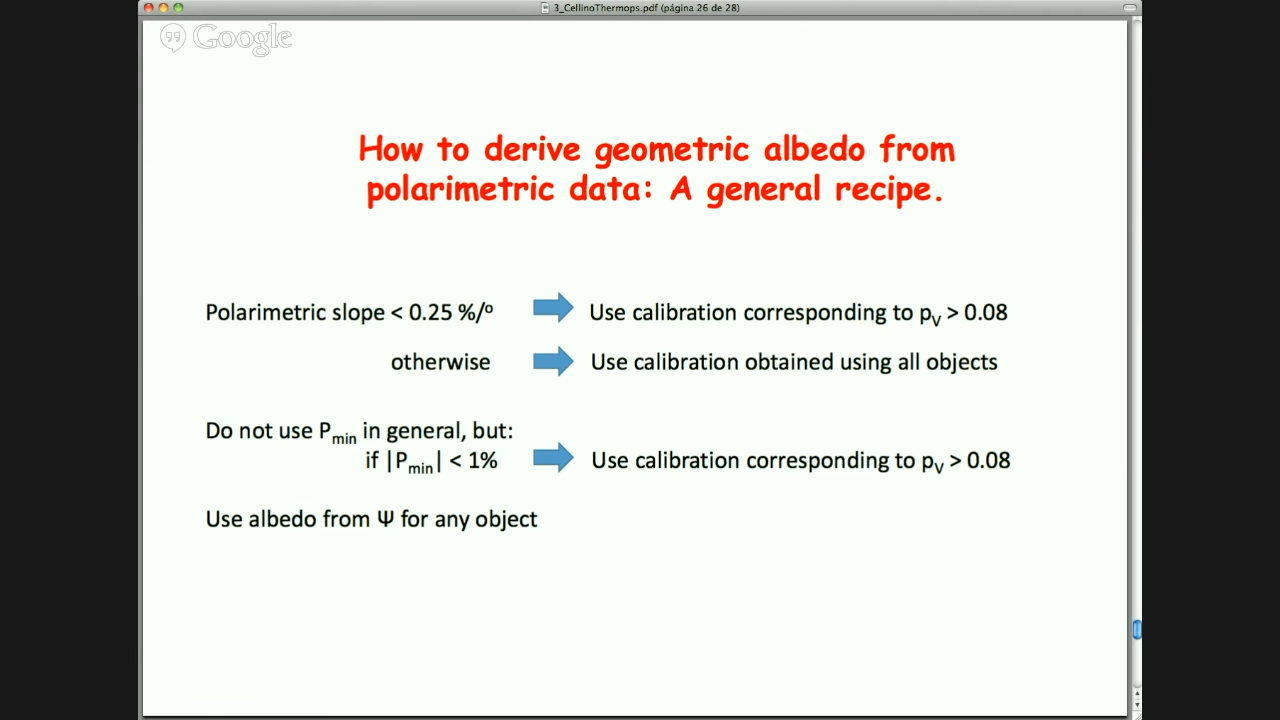 3_CellinoThermops.pdf (página 26 de 28)
Google
How to derive geometric albedo from
polarimetric data: A general recipe.
Polarimetric slope < 0.25 %/º Use calibration corresponding to pV > 0.08
otherwise Use calibration obtained using all objects
Do not use Pmin in general, but:
if |Pmin| < 1% Use calibration corresponding to pV > 0.08
Use albedo from Ψ for any object